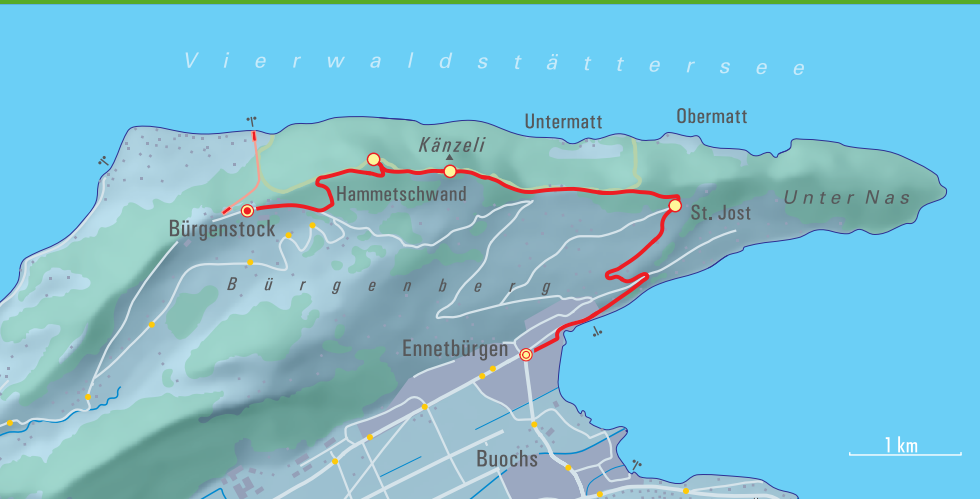 Vierwaldstättersee
Untermatt
Obermatt
Känzeli
Hammetschwand
Unter Nas
St. Jost
Bürgenstock
Bürgenberg
Ennetbürgen
1 km
Buochs